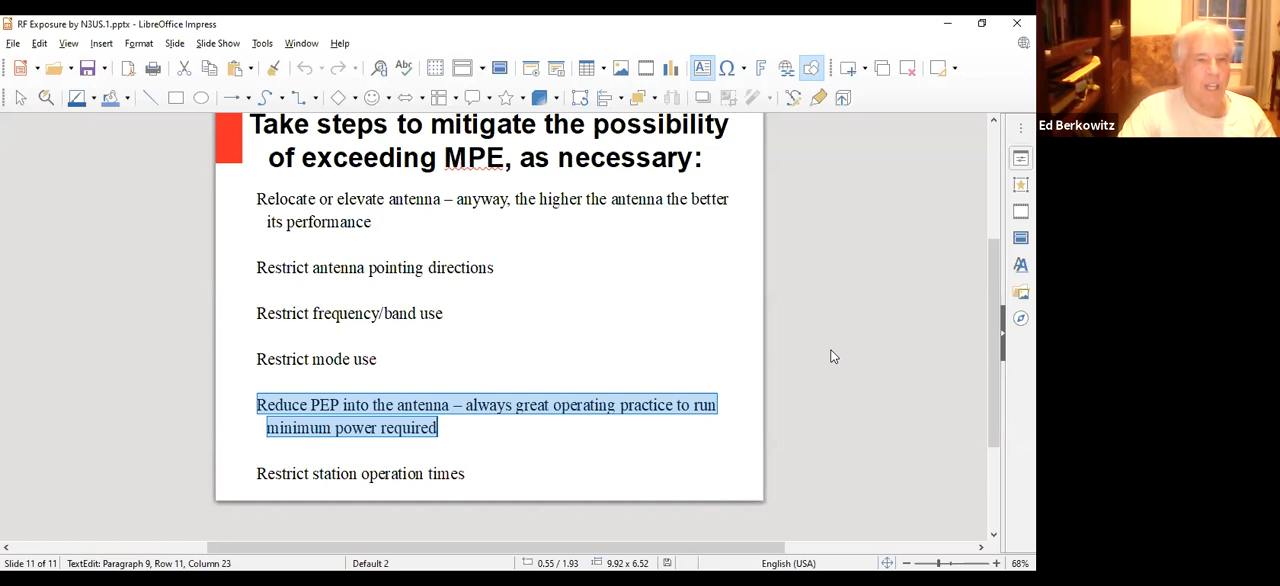 RF Exposure by N3US.1.pptx - LibreOffice Impress
File Edit View Insert Format Slide Slide Show Tools Window Help
Abc
Ed Berkowitz
Take steps to mitigate the possibility
of exceeding MPE, as necessary:
Relocate or elevate antenna – anyway, the higher the antenna the better
its performance
Restrict antenna pointing directions
Restrict frequency/band use
Restrict mode use
Reduce PEP into the antenna – always great operating practice to run
minimum power required
Restrict station operation times
Slide 11 of 11 TextEdit: Paragraph 9, Row 11, Column 23 Default 2 0.55 / 1.93 9.92 x 6.52 English (USA) 68%